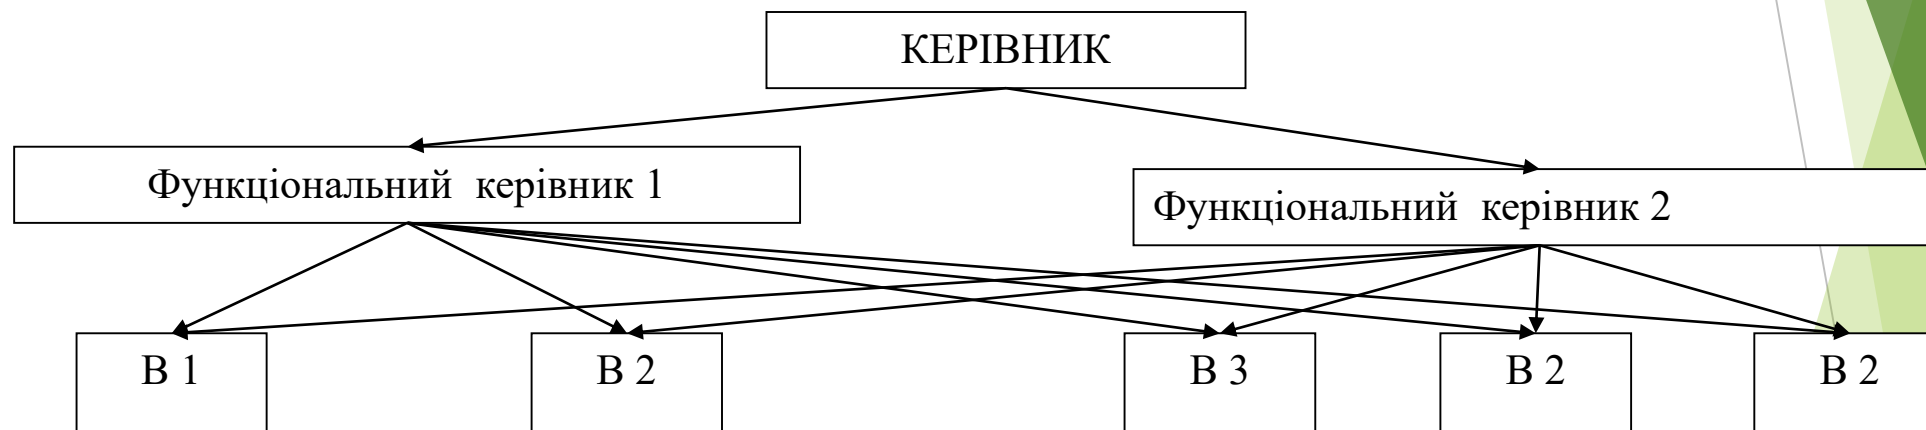 КЕРІВНИК
Функціональний керівник 1
Функціональний керівник 2
В 1
В 2
В 3
В 2
В 2